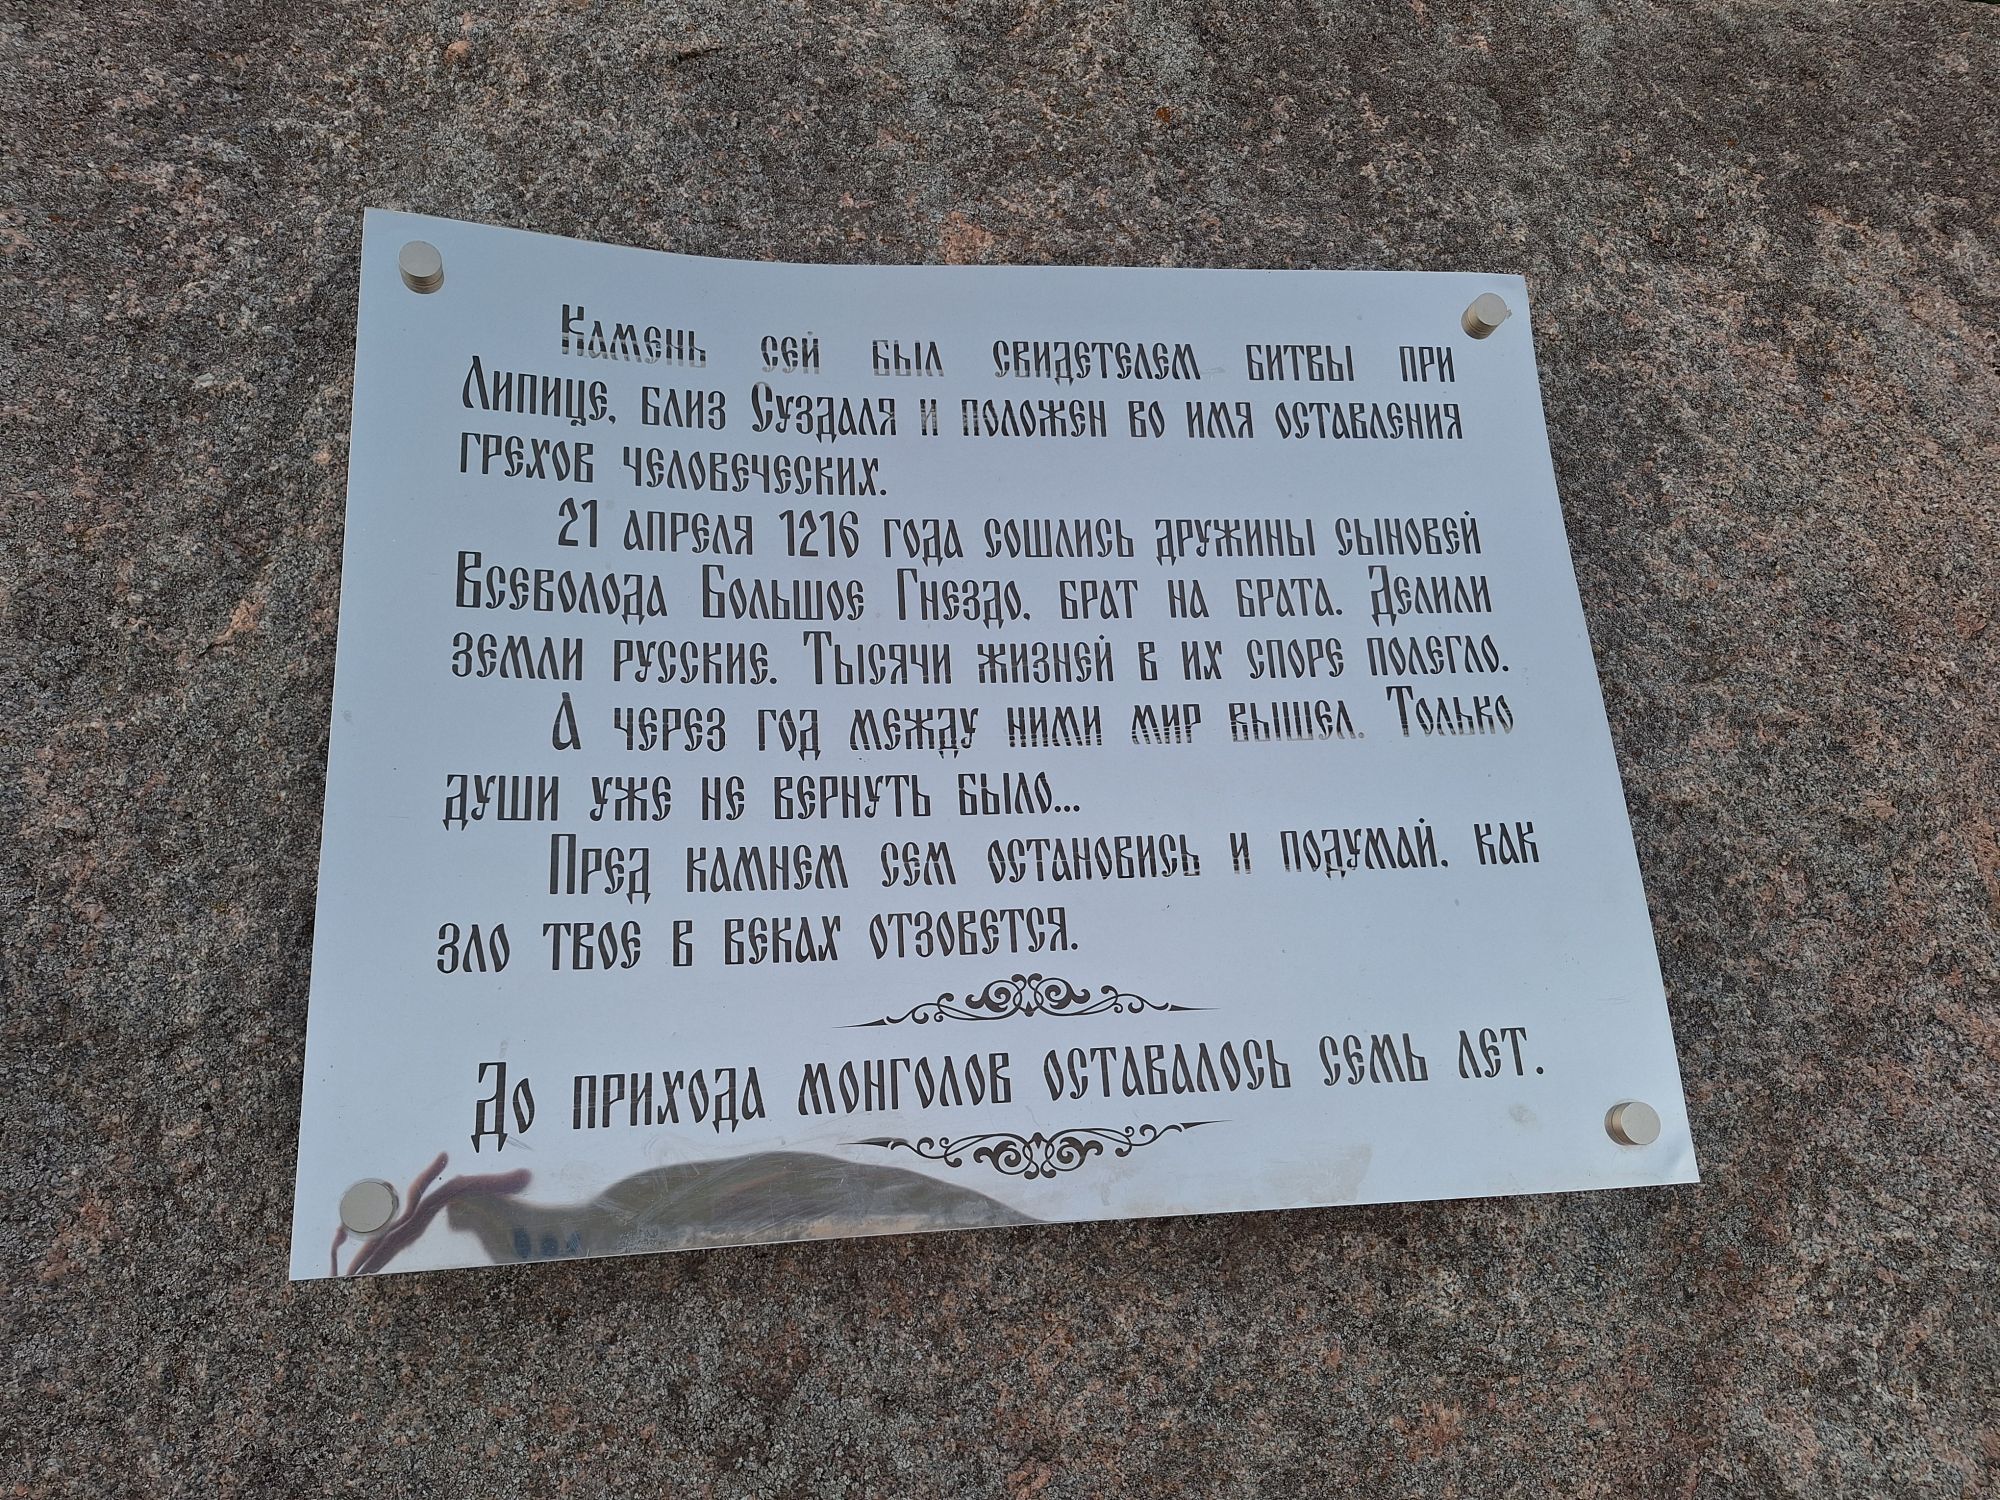 Камень сей был свидетелем битвы при
Липице, близ Суздаля и положен во имя оставления
грехов человеческих.
21 апреля 1216 года сошлись дружины сыновей
Всеволода Большое Гнездо, брат на брата. Делили
земли русские. Тысячи жизней в их споре полегло.
А через год между ними мир вышел. Только
души уже не вернуть было...
Пред камнем сем остановись и подумай, как
зло твое в веках отзовется.
До прихода монголов оставалось семь лет.